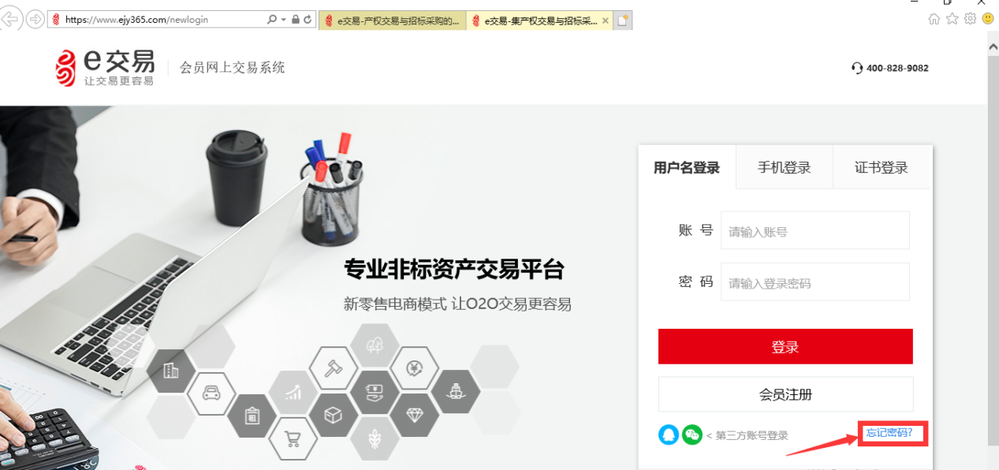 https://www.ejy365.com/newlogin
e交易-产权交易与招标采购的...
e交易-集产权交易与招标采...
e交易
让交易更容易
会员网上交易系统
400-828-9082
用户名登录
手机登录
证书登录
账 号
请输入账号
密 码
请输入登录密码
专业非标资产交易平台
新零售电商模式 让O2O交易更容易
租
登录
会员注册
< 第三方账号登录
忘记密码?